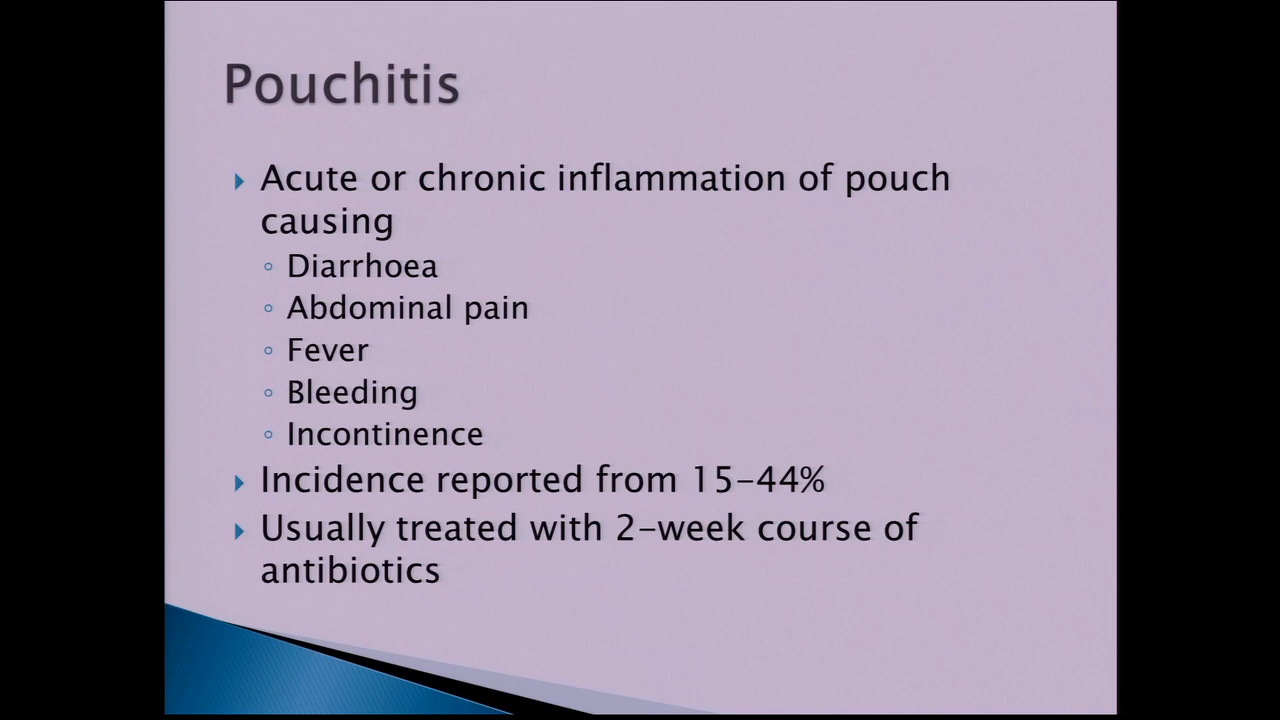 Pouchitis
Acute or chronic inflammation of pouch
causing
Diarrhoea
Abdominal pain
Fever
Bleeding
Incontinence
Incidence reported from 15-44%
Usually treated with 2-week course of
antibiotics